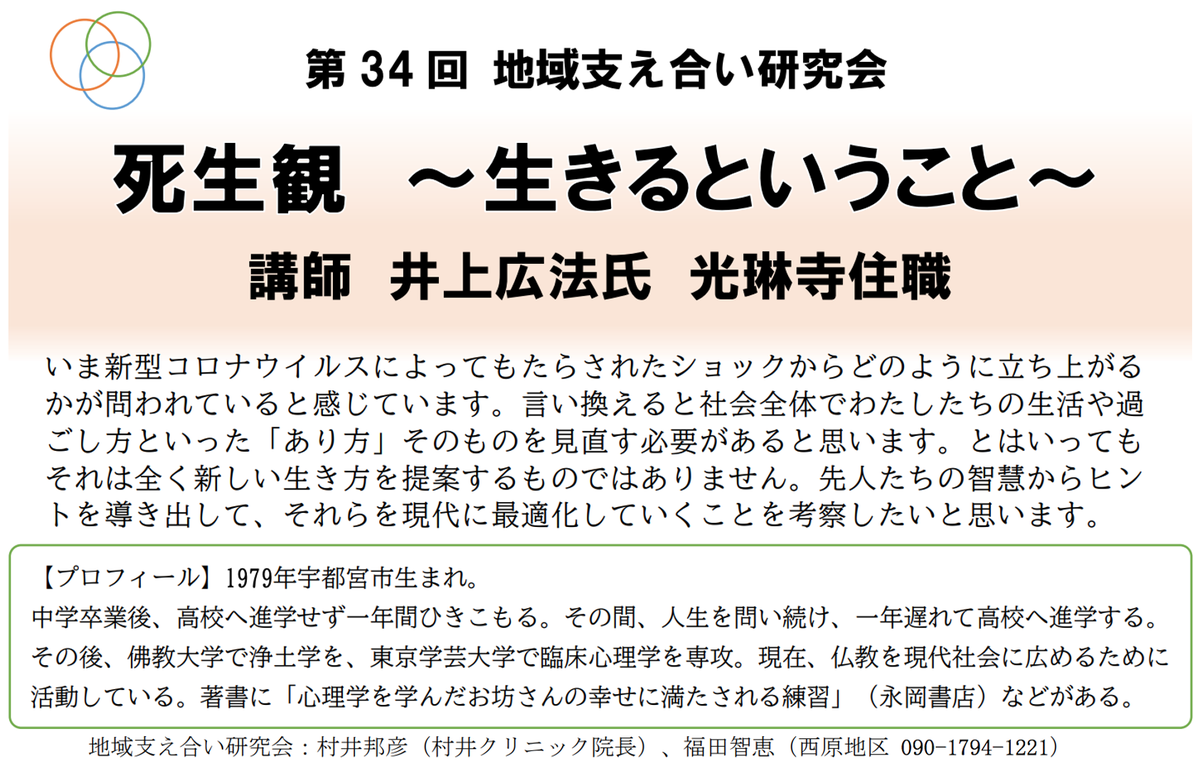 第34回 地域支え合い研究会
死生観 ～生きるということ～
講師 井上広法氏 光琳寺住職
いま新型コロナウイルスによってもたらされたショックからどのように立ち上がる
かが問われていると感じています。言い換えると社会全体でわたしたちの生活や過
ごし方といった「あり方」そのものを見直す必要があると思います。とはいっても
それは全く新しい生き方を提案するものではありません。先人たちの智慧からヒン
トを導き出して、それらを現代に最適化していくことを考察したいと思います。
【プロフィール】1979年宇都宮市生まれ。
中学卒業後、高校へ進学せず一年間ひきこもる。その間、人生を問い続け、一年遅れて高校へ進学する。
その後、佛教大学で浄土学を、東京学芸大学で臨床心理学を専攻。現在、仏教を現代社会に広めるために
活動している。著書に「心理学を学んだお坊さんの幸せに満たされる練習」（永岡書店）などがある。
地域支え合い研究会：村井邦彦（村井クリニック院長）、福田智恵（西原地区 090-1794-1221）